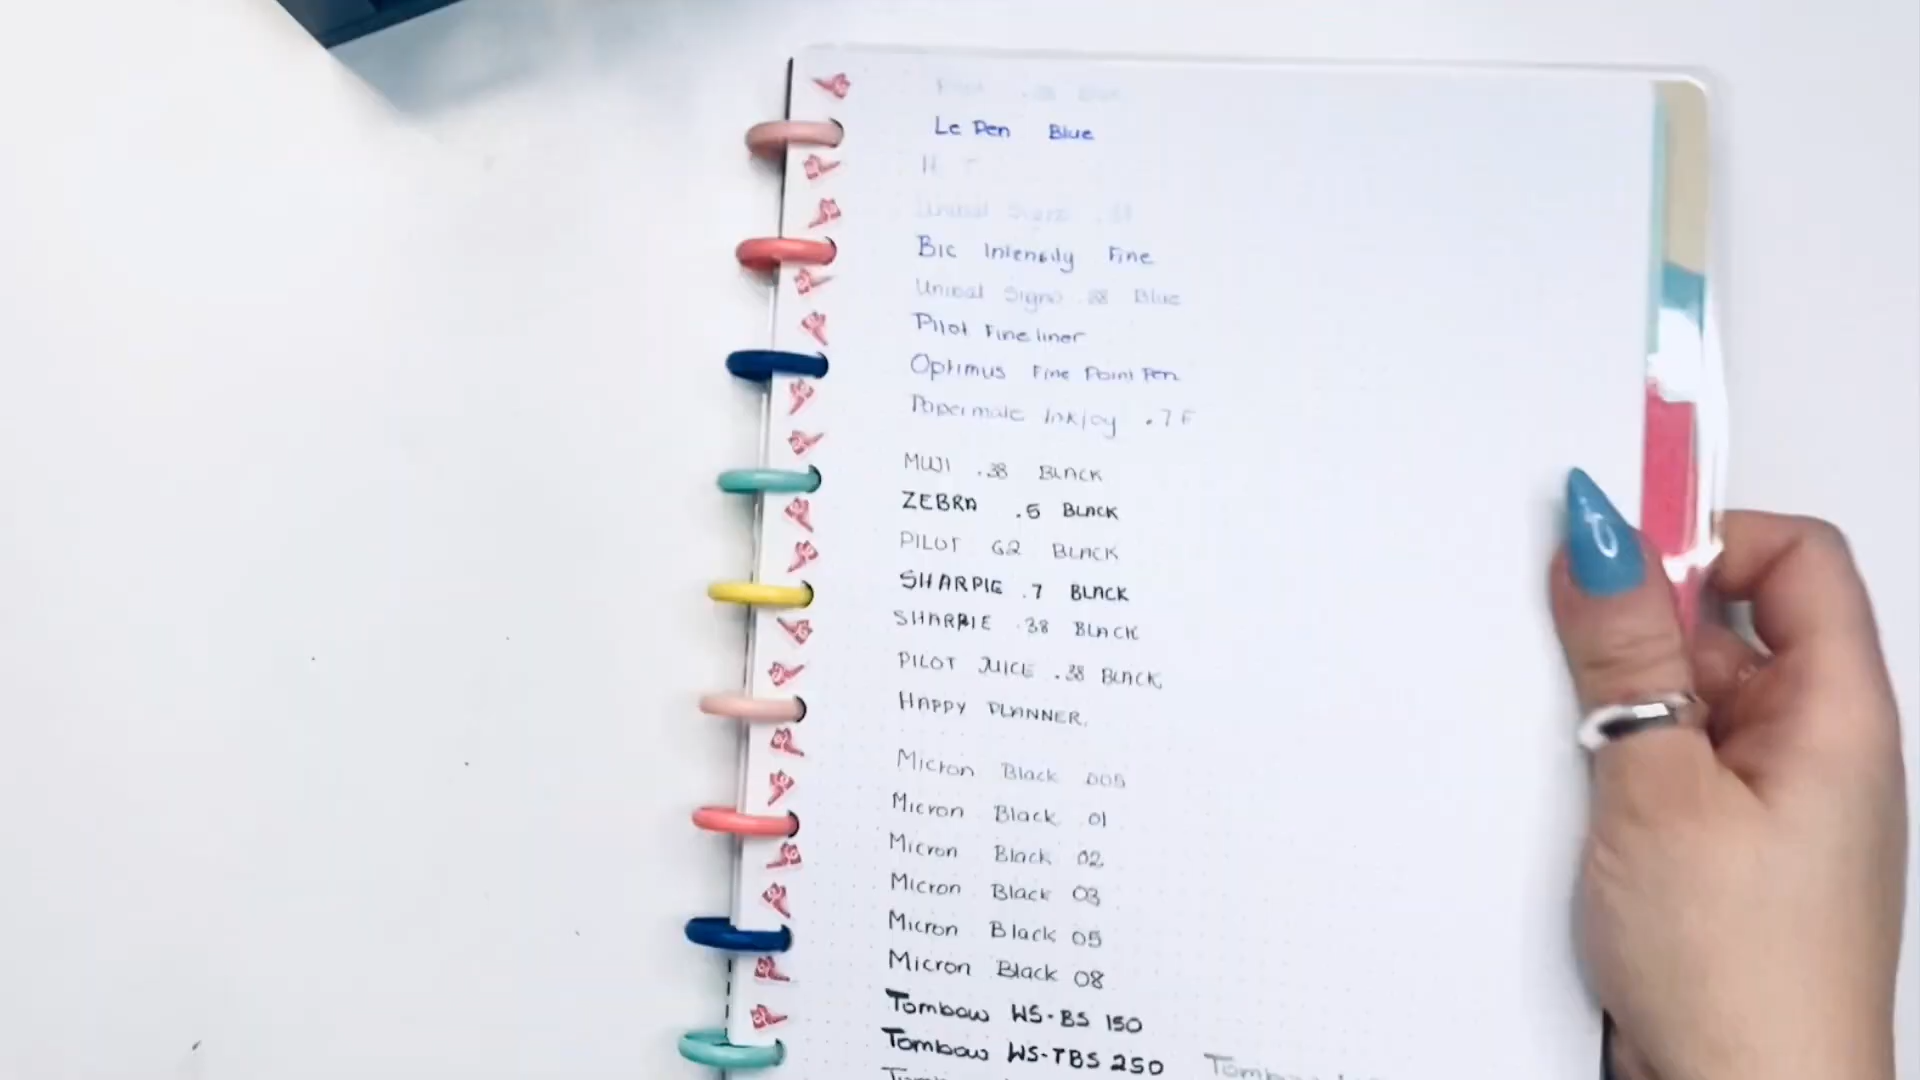 Le Pen Blue
Uniball Signo
Bic Intensity Fine
Uniball Signo .38 Blue
Pilot Fineliner
Optimus Fine Point Pen
Papermate Inkjoy .7 F
MUJI .38 BLACK
ZEBRA .5 BLACK
PILOT G2 BLACK
SHARPIE .7 BLACK
SHARPIE .38 BLACK
PILOT JUICE .38 BLACK
HAPPY PLANNER.
Micron Black 005
Micron Black 01
Micron Black 02
Micron Black 03
Micron Black 05
Micron Black 08
Tombow WS-BS 150
Tombow WS-TBS 250